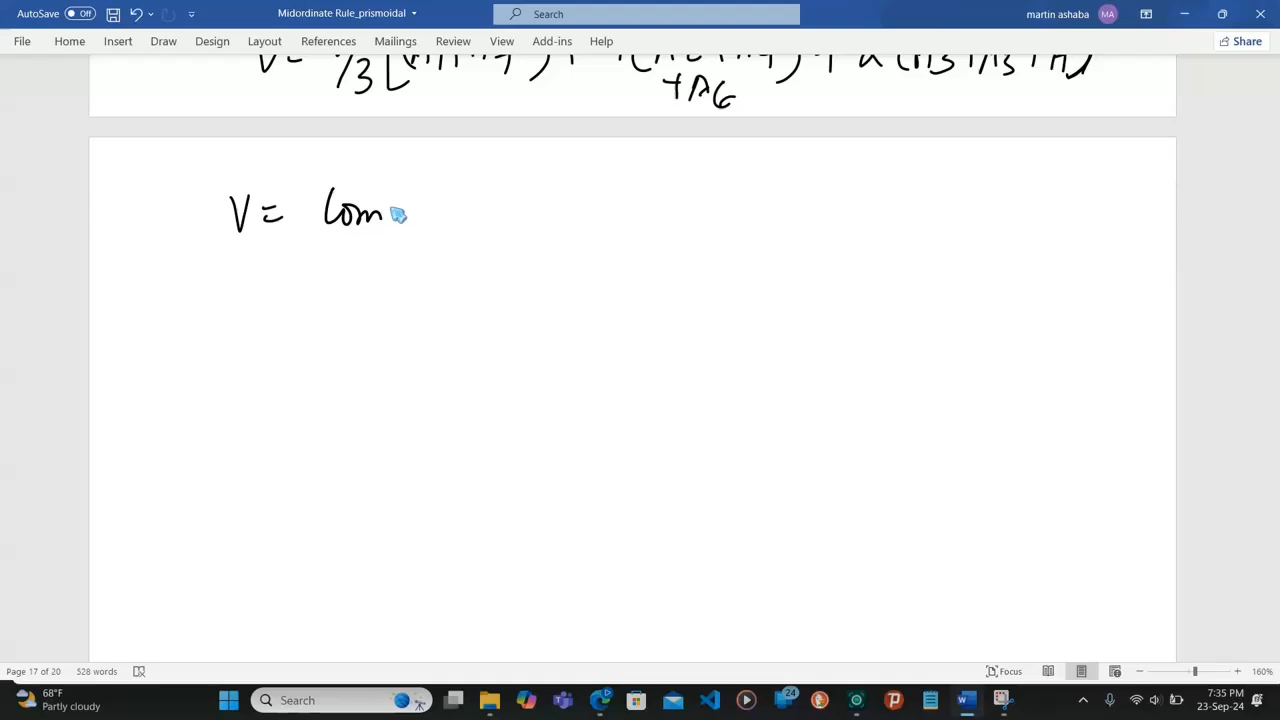 AutoSave Off
Midordinate Rule_prismoidal
Search
martin ashaba MA
File Home Insert Draw Design Layout References Mailings Review View Add-ins Help
Share
V =
/3 [
+A6
V = 
Page 17 of 20 528 words
Focus
160%
68°F
Partly cloudy
Search
24
7:35 PM
23-Sep-24